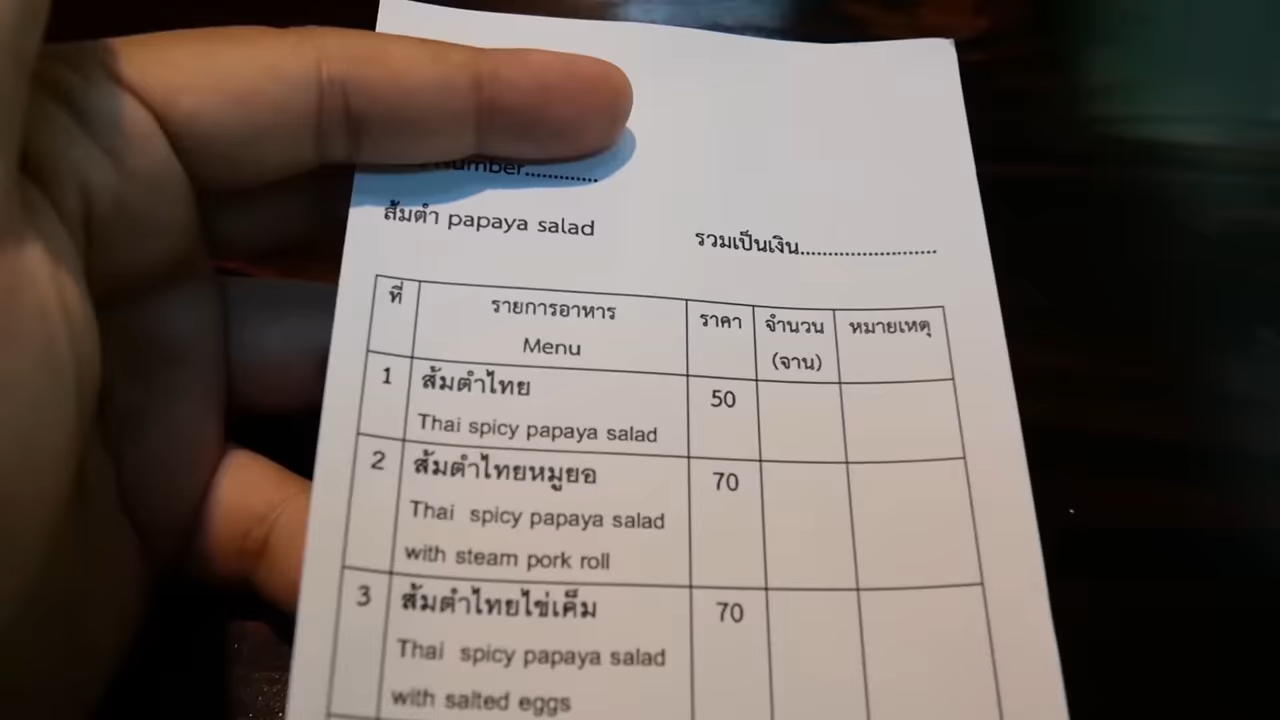 Number.............
ส้มตำ papaya salad
รวมเป็นเงิน.........................
ที่
รายการอาหาร
Menu
ราคา
จำนวน
(จาน)
หมายเหตุ
1
ส้มตำไทย
Thai spicy papaya salad
50
2
ส้มตำไทยหมูยอ
Thai spicy papaya salad
with steam pork roll
70
3
ส้มตำไทยไข่เค็ม
Thai spicy papaya salad
with salted eggs
70